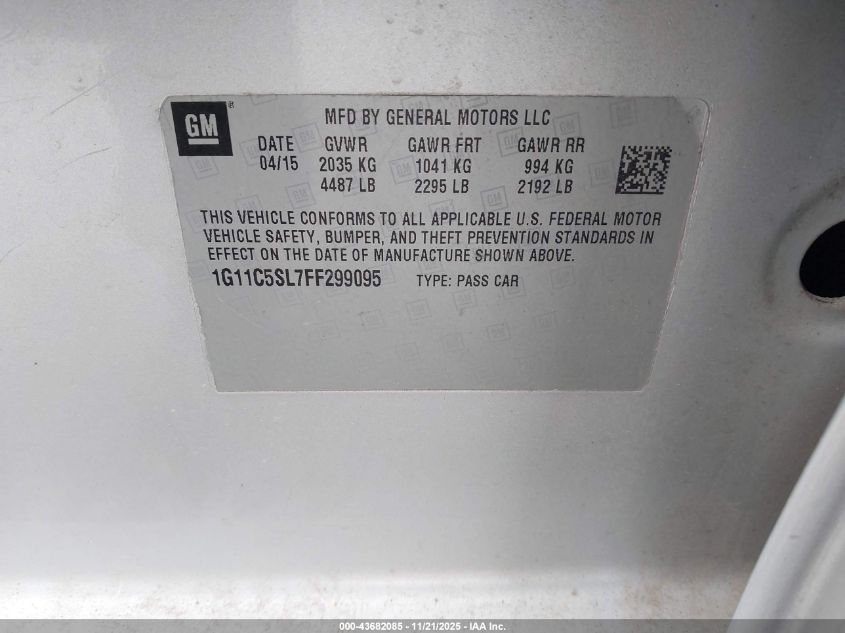 GM®
MFD BY GENERAL MOTORS LLC
DATE GVWR GAWR FRT GAWR RR
04/15 2035 KG 1041 KG 994 KG
4487 LB 2295 LB 2192 LB
THIS VEHICLE CONFORMS TO ALL APPLICABLE U.S. FEDERAL MOTOR
VEHICLE SAFETY, BUMPER, AND THEFT PREVENTION STANDARDS IN
EFFECT ON THE DATE OF MANUFACTURE SHOWN ABOVE.
1G11C5SL7FF299095 TYPE: PASS CAR
000-43682085 - 11/21/2025 - IAA Inc.